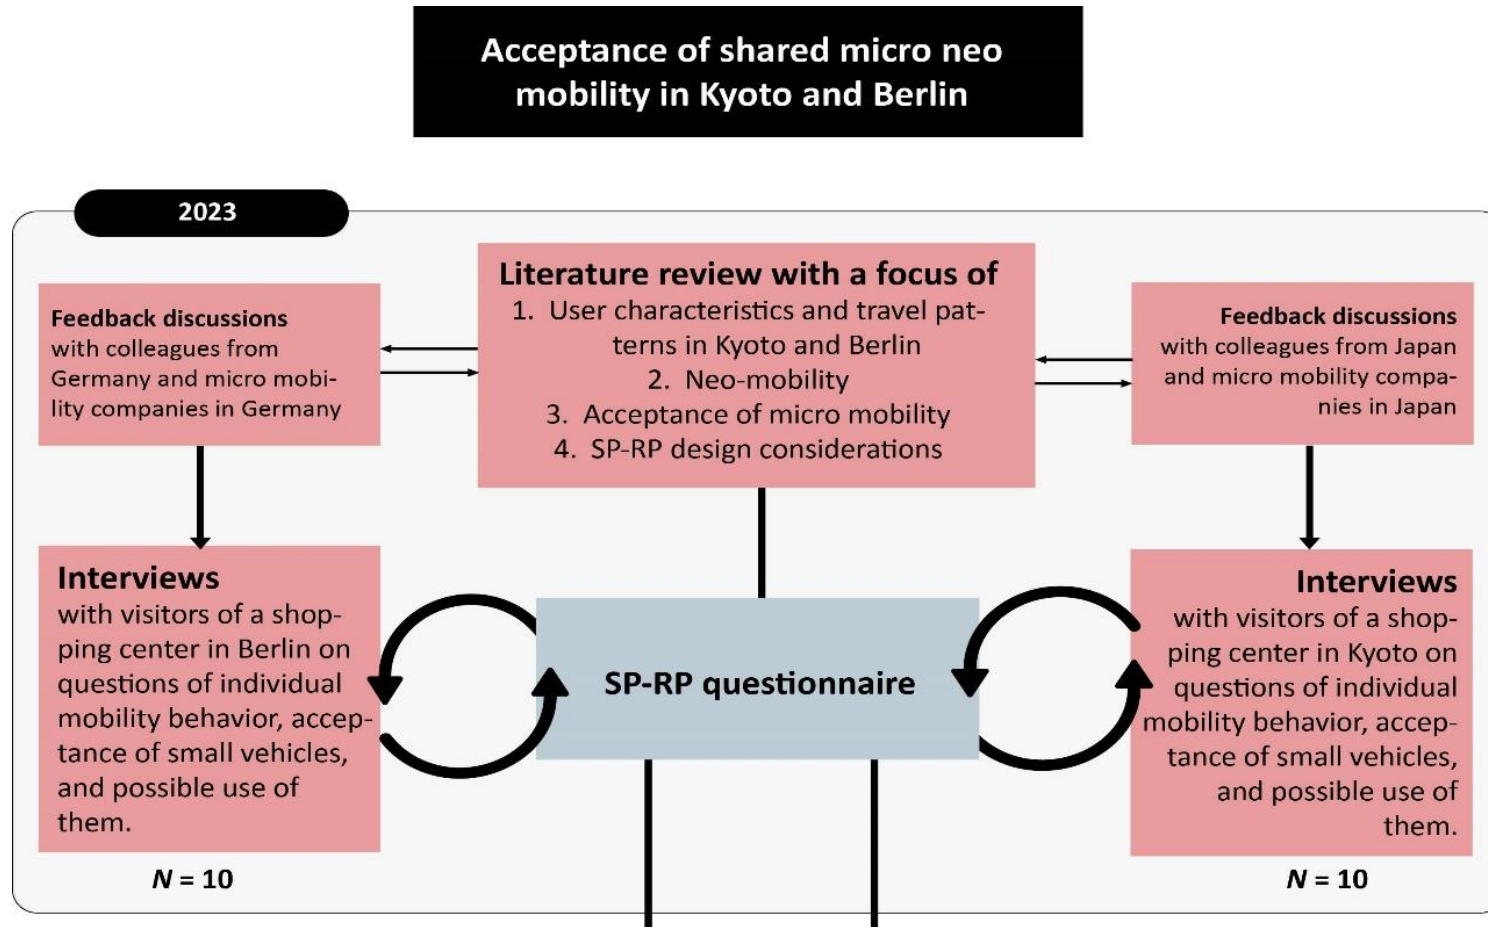 Acceptance of shared micro neo
mobility in Kyoto and Berlin
2023
Feedback discussions
with colleagues from
Germany and micro mobi-
lity companies in Germany
Literature review with a focus of
1. User characteristics and travel pat-
terns in Kyoto and Berlin
2. Neo-mobility
3. Acceptance of micro mobility
4. SP-RP design considerations
Feedback discussions
with colleagues from Japan
and micro mobility compa-
nies in Japan
Interviews
with visitors of a shop-
ping center in Berlin on
questions of individual
mobility behavior, accep-
tance of small vehicles,
and possible use of
them.
N = 10
SP-RP questionnaire
Interviews
with visitors of a shop-
ping center in Kyoto on
questions of individual
mobility behavior, accep-
tance of small vehicles,
and possible use of
them.
N = 10